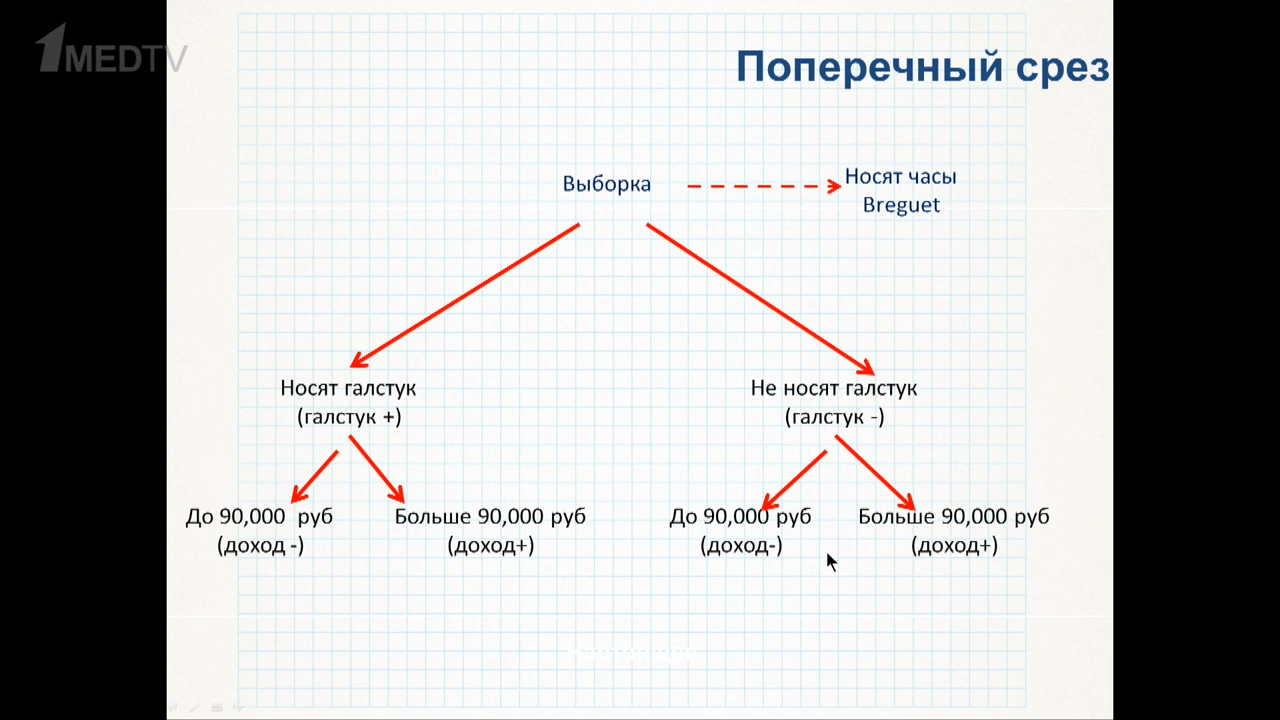 1MEDTV
Поперечный срез
Выборка
Носят часы
Breguet
Носят галстук
(галстук +)
Не носят галстук
(галстук -)
До 90,000 руб
(доход -)
Больше 90,000 руб
(доход+)
До 90,000 руб
(доход-)
Больше 90,000 руб
(доход+)